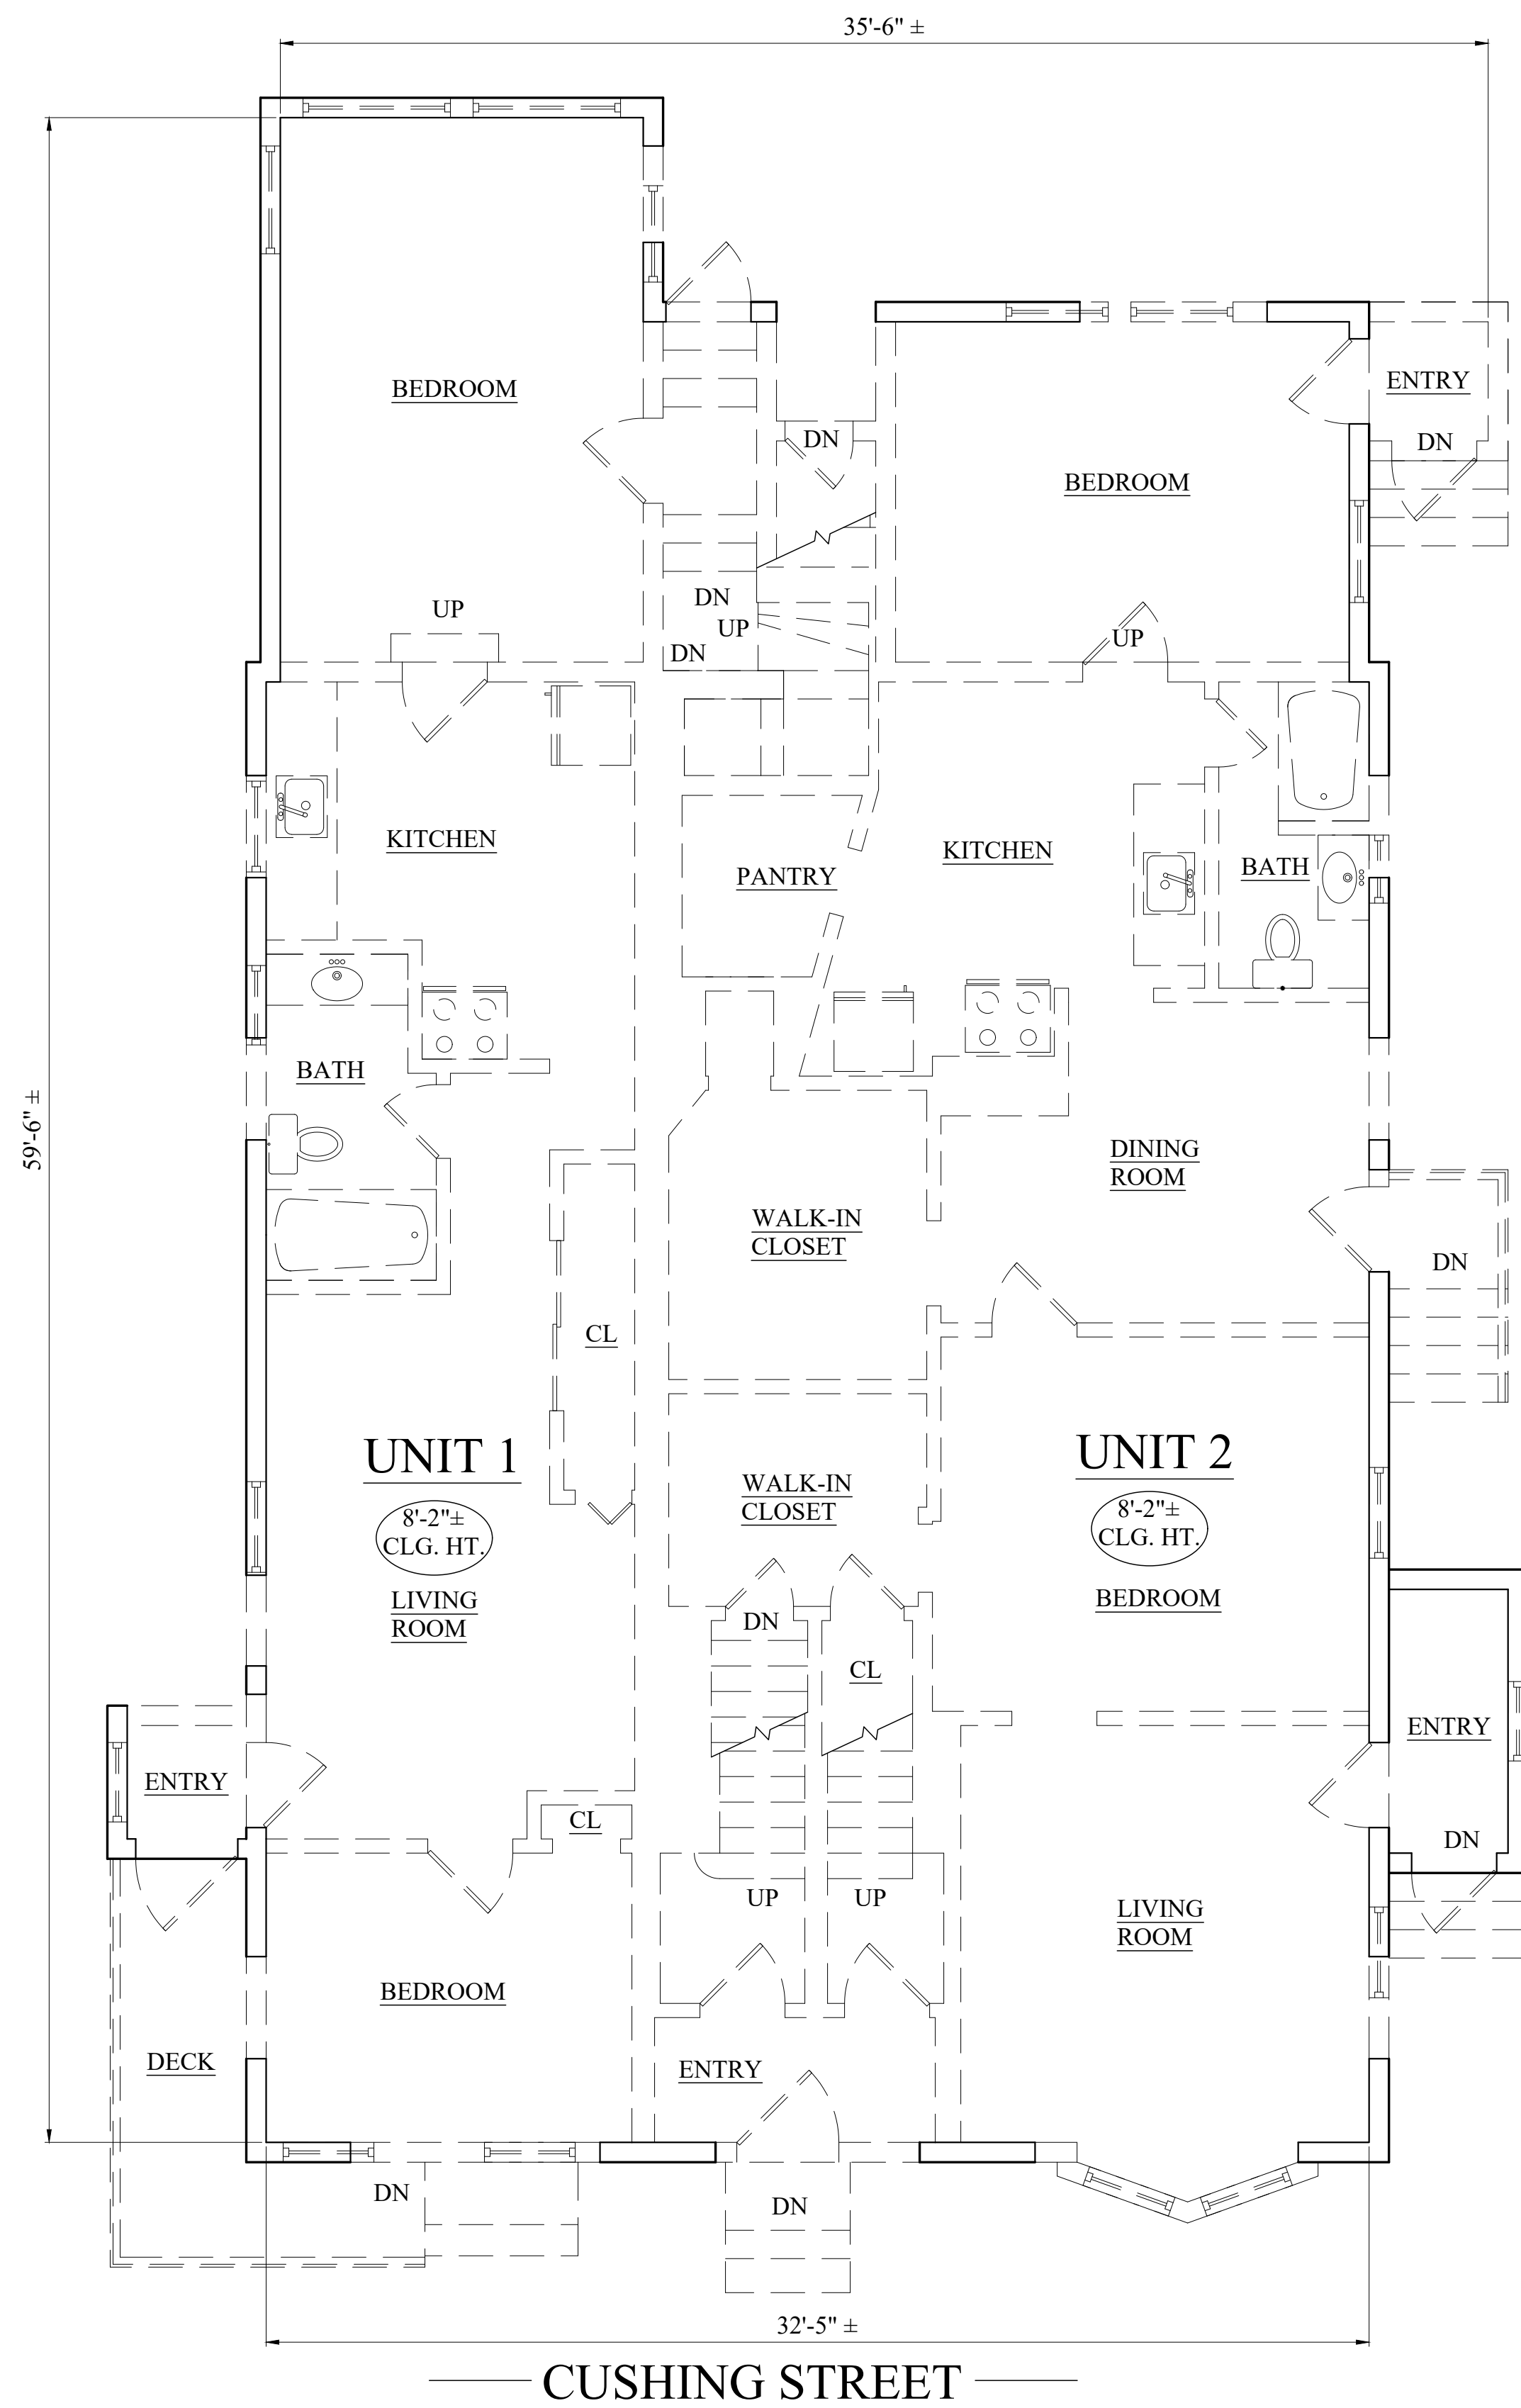 35'-6" ±
BEDROOM
ENTRY
DN
DN
BEDROOM
DN
UP
UP
DN
UP
KITCHEN
KITCHEN
PANTRY
BATH
BATH
59'-6" ±
DINING
ROOM
WALK-IN
CLOSET
DN
CL
UNIT 1
8'-2"±
CLG. HT.
UNIT 2
8'-2"±
CLG. HT.
WALK-IN
CLOSET
LIVING
ROOM
BEDROOM
DN
CL
ENTRY
ENTRY
CL
DN
UP
UP
LIVING
ROOM
BEDROOM
DECK
ENTRY
DN
DN
32'-5" ±
CUSHING STREET